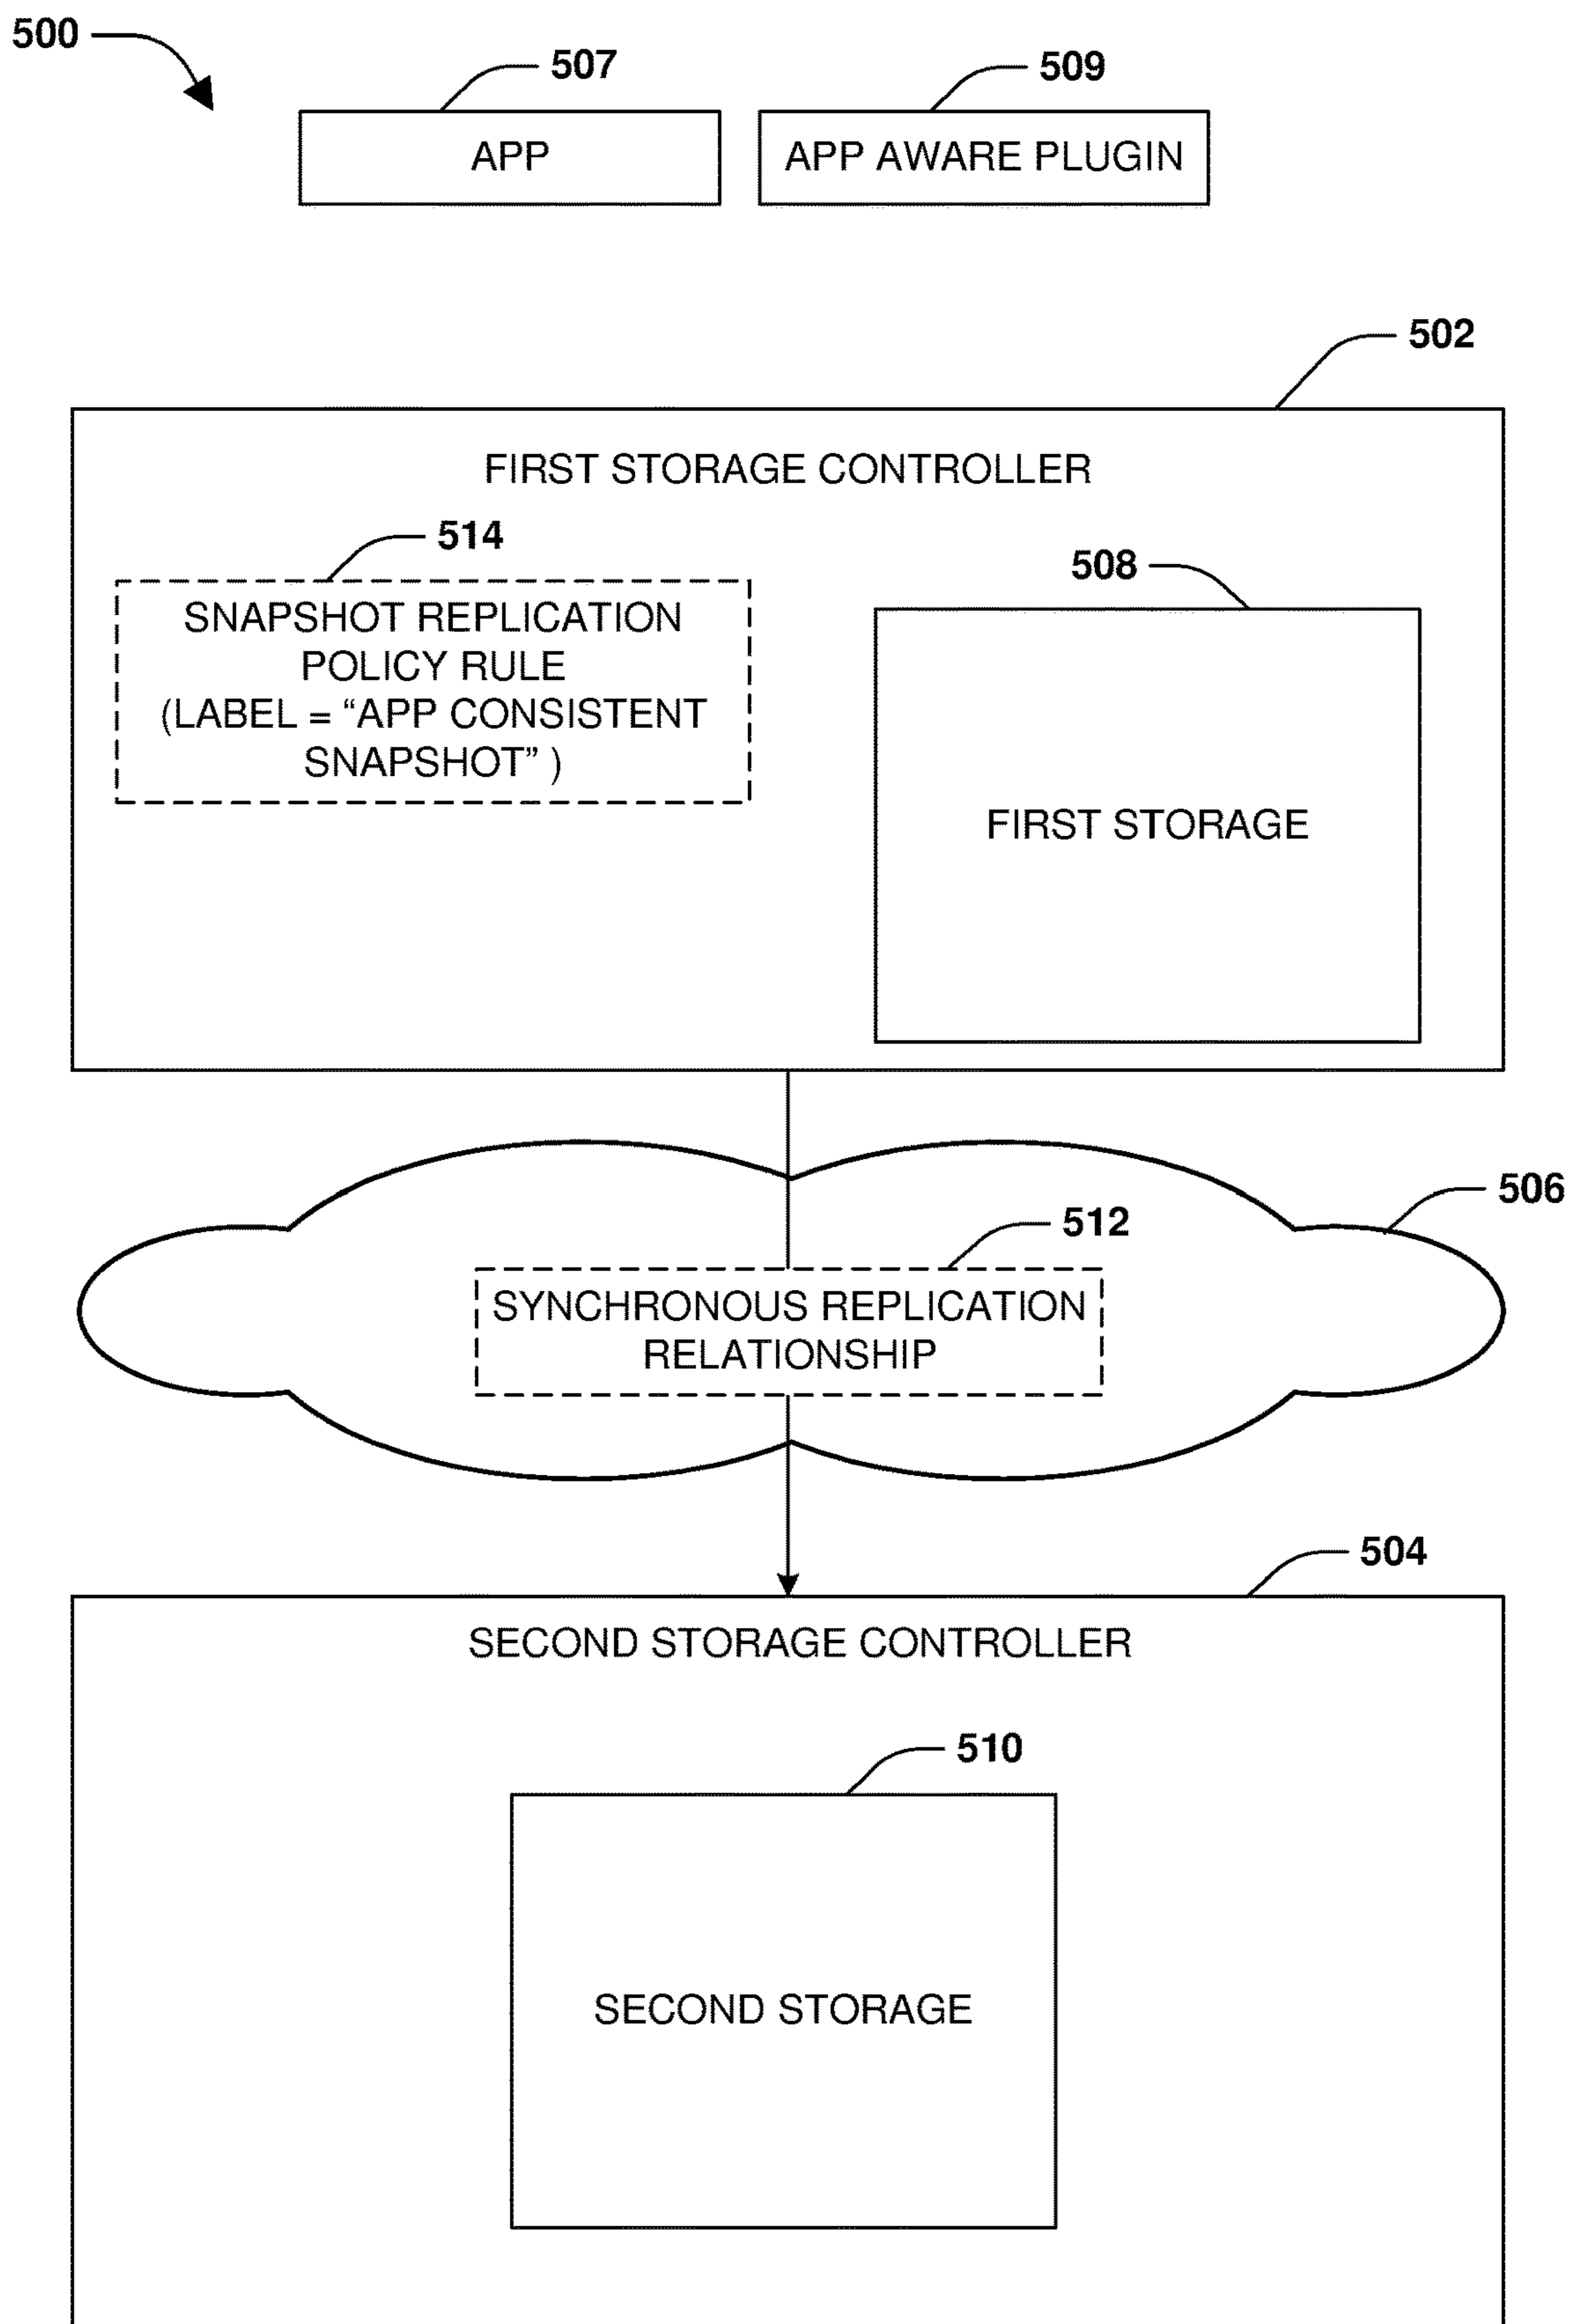 500
507
509
APP
APP AWARE PLUGIN
502
FIRST STORAGE CONTROLLER
514
508
SNAPSHOT REPLICATION
POLICY RULE
(LABEL = “APP CONSISTENT
SNAPSHOT” )
FIRST STORAGE
506
512
SYNCHRONOUS REPLICATION
RELATIONSHIP
504
SECOND STORAGE CONTROLLER
510
SECOND STORAGE